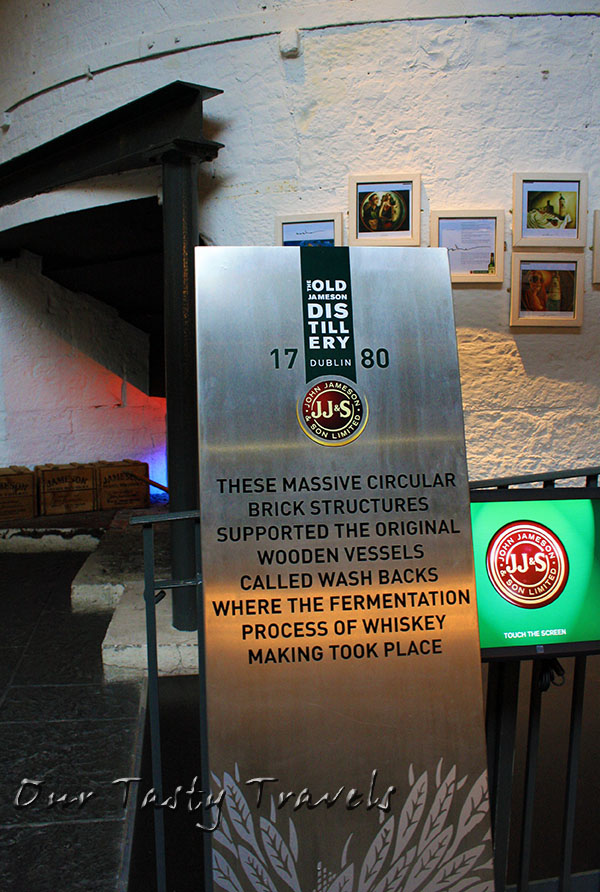 THE OLD
JAMESON
DIS
TILL
ERY
DUBLIN
17 80
JOHN JAMESON
JJ&S
& SON LIMITED
THESE MASSIVE CIRCULAR
BRICK STRUCTURES
SUPPORTED THE ORIGINAL
WOODEN VESSELS
CALLED WASH BACKS
WHERE THE FERMENTATION
PROCESS OF WHISKEY
MAKING TOOK PLACE
JOHN JAMESON
JJ&S
& SON LIMITED
TOUCH THE SCREEN
JAMESON
JAMESON
Our Tasty Travels